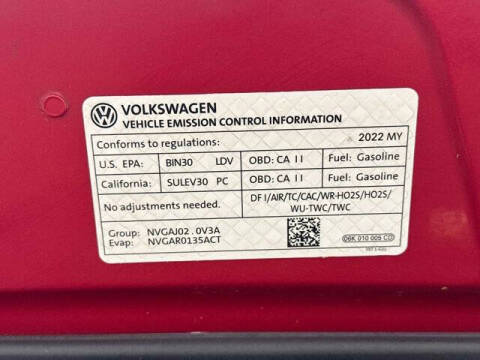 VOLKSWAGEN
VEHICLE EMISSION CONTROL INFORMATION
Conforms to regulations: 2022 MY
U.S. EPA: BIN30 LDV OBD: CA II Fuel: Gasoline
California: SULEV30 PC OBD: CA II Fuel: Gasoline
No adjustments needed. DFI/AIR/TC/CAC/WR-HO2S/HO2S/
WU-TWC/TWC
Group: NVGAJ02.0V3A
Evap: NVGAR0135ACT
06K 010 005 CD